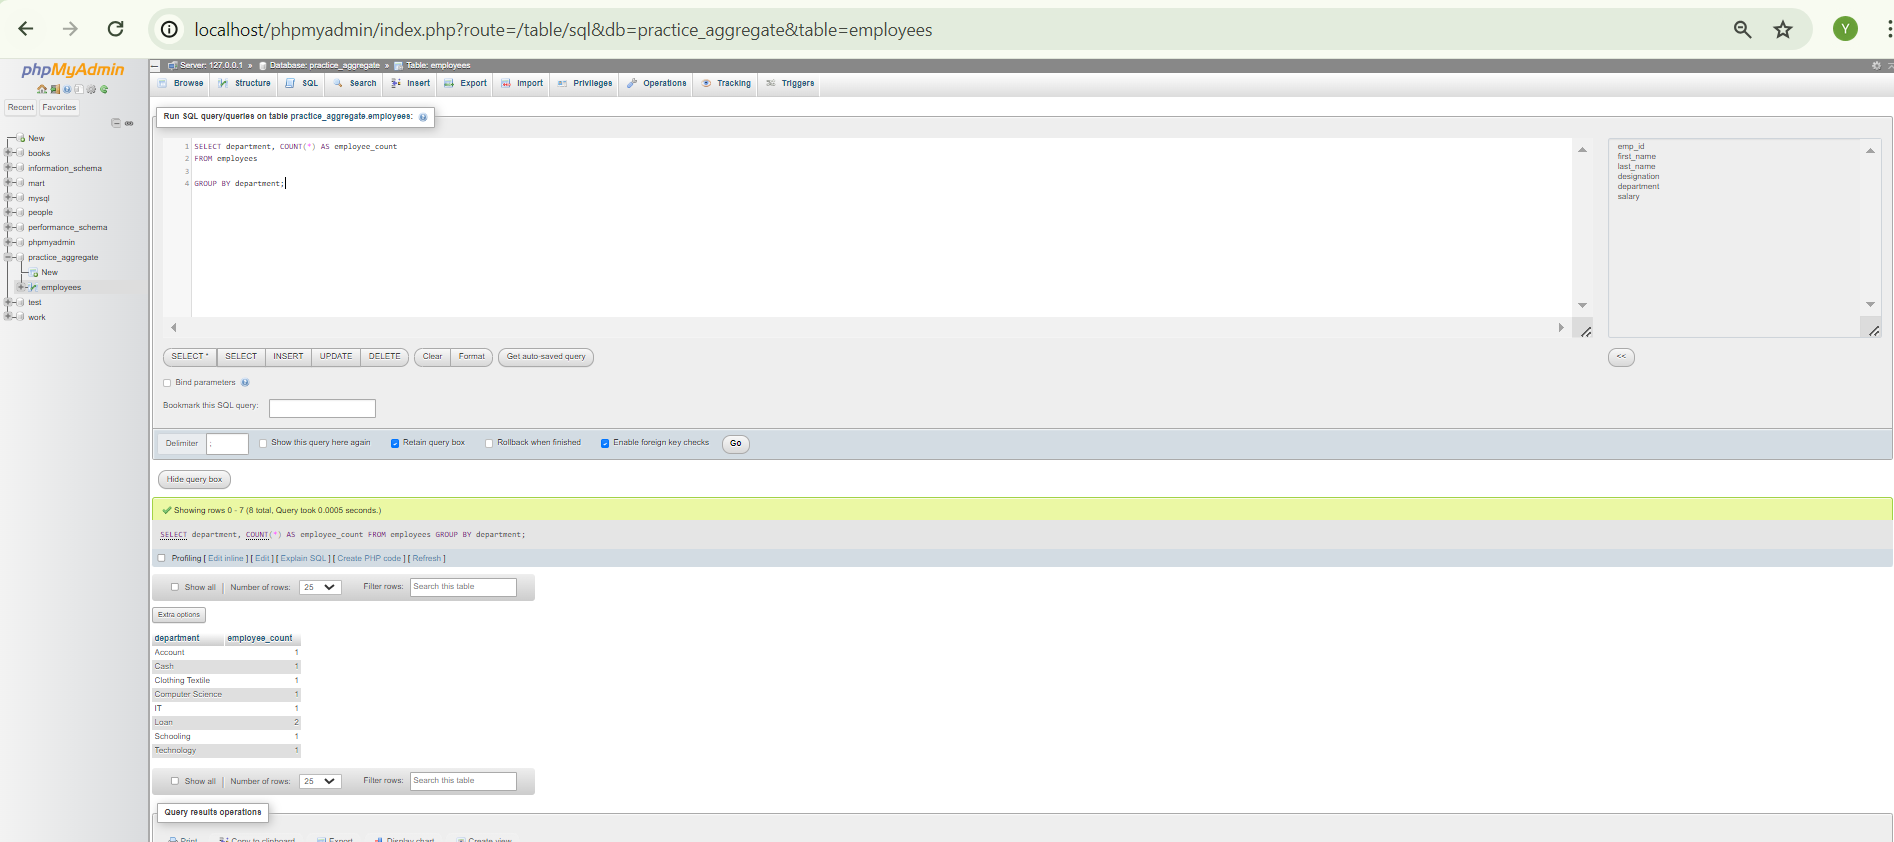 localhost/phpmyadmin/index.php?route=/table/sql&db=practice_aggregate&table=employees
Y
phpMyAdmin
Recent Favorites
New
books
information_schema
mart
mysql
people
performance_schema
phpmyadmin
practice_aggregate
New
employees
test
work
Server: 127.0.0.1 » Database: practice_aggregate » Table: employees
Browse Structure SQL Search Insert Export Import Privileges Operations Tracking Triggers
Run SQL query/queries on table practice_aggregate.employees:
1 SELECT department, COUNT(*) AS employee_count
2 FROM employees
3
4 GROUP BY department;
emp_id
first_name
last_name
designation
department
salary
SELECT * SELECT INSERT UPDATE DELETE Clear Format Get auto-saved query <<
Bind parameters
Bookmark this SQL query:
Delimiter ; Show this query here again Retain query box Rollback when finished Enable foreign key checks Go
Hide query box
Showing rows 0 - 7 (8 total, Query took 0.0005 seconds.)
SELECT department, COUNT(*) AS employee_count FROM employees GROUP BY department;
Profiling [ Edit inline ] [ Edit ] [ Explain SQL ] [ Create PHP code ] [ Refresh ]
Show all | Number of rows: 25 Filter rows: Search this table
Extra options
department employee_count
Account 1
Cash 1
Clothing Textile 1
Computer Science 1
IT 1
Loan 2
Schooling 1
Technology 1
Show all | Number of rows: 25 Filter rows: Search this table
Query results operations
Print Copy to clipboard Export Display chart Create view